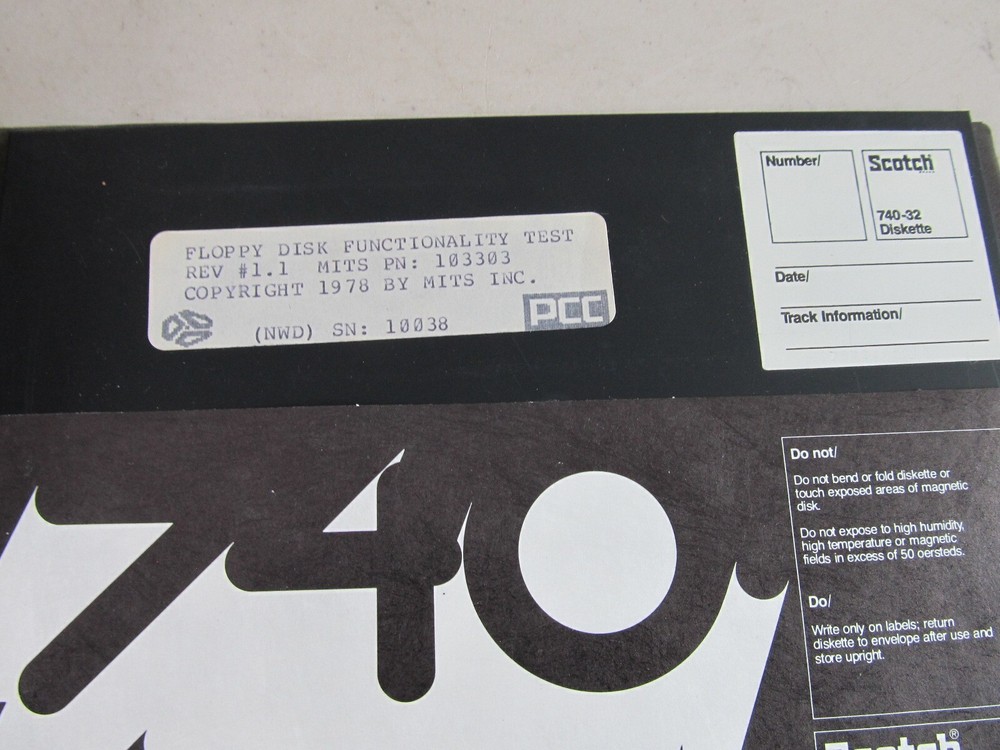 FLOPPY DISK FUNCTIONALITY TEST
REV #1.1 MITS PN: 103303
COPYRIGHT 1978 BY MITS INC.
(NWD) SN: 10038
PCC
Number/
Scotch
740-32
Diskette
Date/
Track Information/
740
Do not/
Do not bend or fold diskette or
touch exposed areas of magnetic
disk.
Do not expose to high humidity,
high temperature or magnetic
fields in excess of 50 oersteds.
Do/
Write only on labels; return
diskette to envelope after use and
store upright.
Scotch®